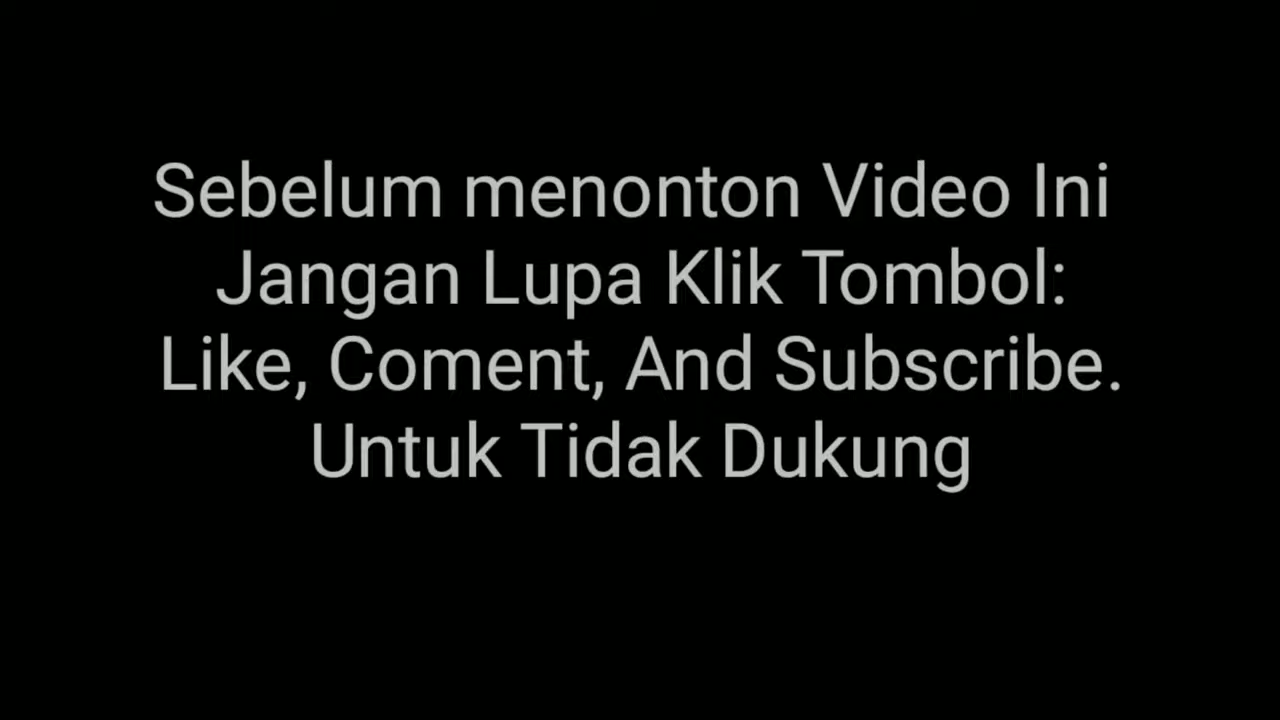 Sebelum menonton Video Ini
Jangan Lupa Klik Tombol:
Like, Coment, And Subscribe.
Untuk Tidak Dukung